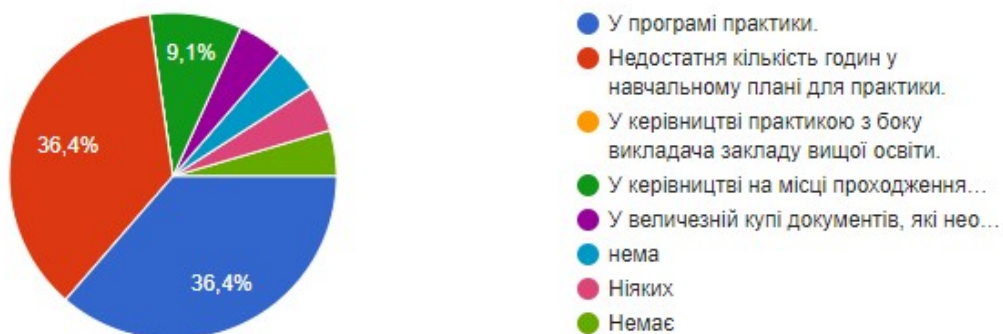 9,1%
36,4%
36,4%
У програмі практики.
Недостатня кількість годин у
навчальному плані для практики.
У керівництві практикою з боку
викладача закладу вищої освіти.
У керівництві на місці проходження…
У величезній купі документів, які нео…
нема
Ніяких
Немає